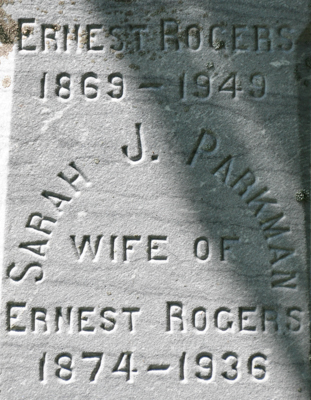 ERNEST ROGERS
1869 - 1949
SARAH J. PARKMAN
WIFE OF
ERNEST ROGERS
1874 - 1936